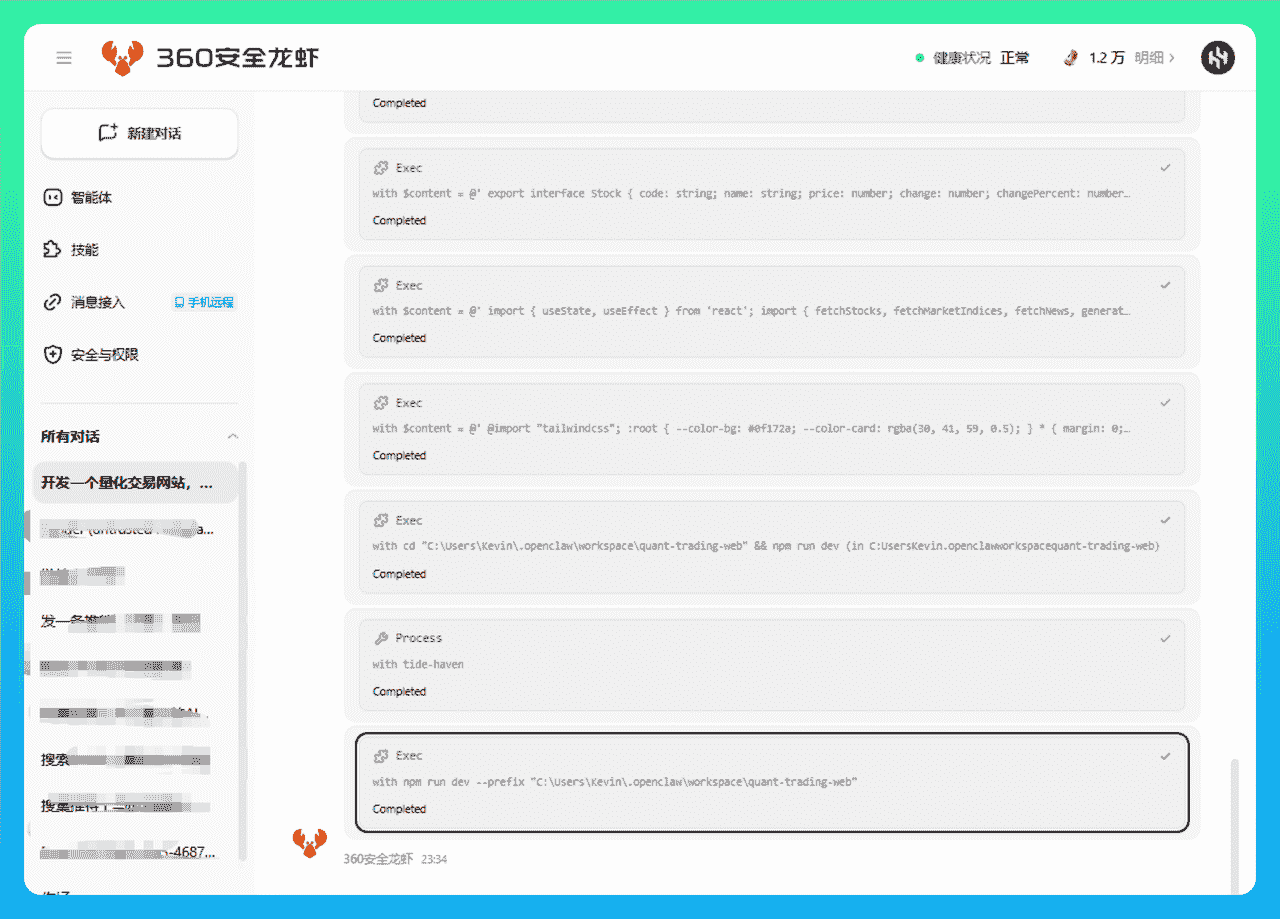 360安全龙虾
健康状况 正常
1.2 万 明细 >
新建对话
智能体
技能
消息接入 手机远程
安全与权限
所有对话
开发一个量化交易网站，...
a...
发一条
搜索
-4687...
Completed
Exec
with $content = @' export interface Stock { code: string; name: string; price: number; change: number; changePercent: number…
Completed
Exec
with $content = @' import { useState, useEffect } from 'react'; import { fetchStocks, fetchMarketIndices, fetchNews, generat…
Completed
Exec
with $content = @' @import "tailwindcss"; :root { --color-bg: #0f172a; --color-card: rgba(30, 41, 59, 0.5); } * { margin: 0;…
Completed
Exec
with cd "C:\Users\Kevin\.openclaw\workspace\quant-trading-web" && npm run dev (in C:UsersKevin.openclawworkspacequant-trading-web)
Completed
Process
with tide-haven
Completed
Exec
with npm run dev --prefix "C:\Users\Kevin\.openclaw\workspace\quant-trading-web"
Completed
360安全龙虾 23:34